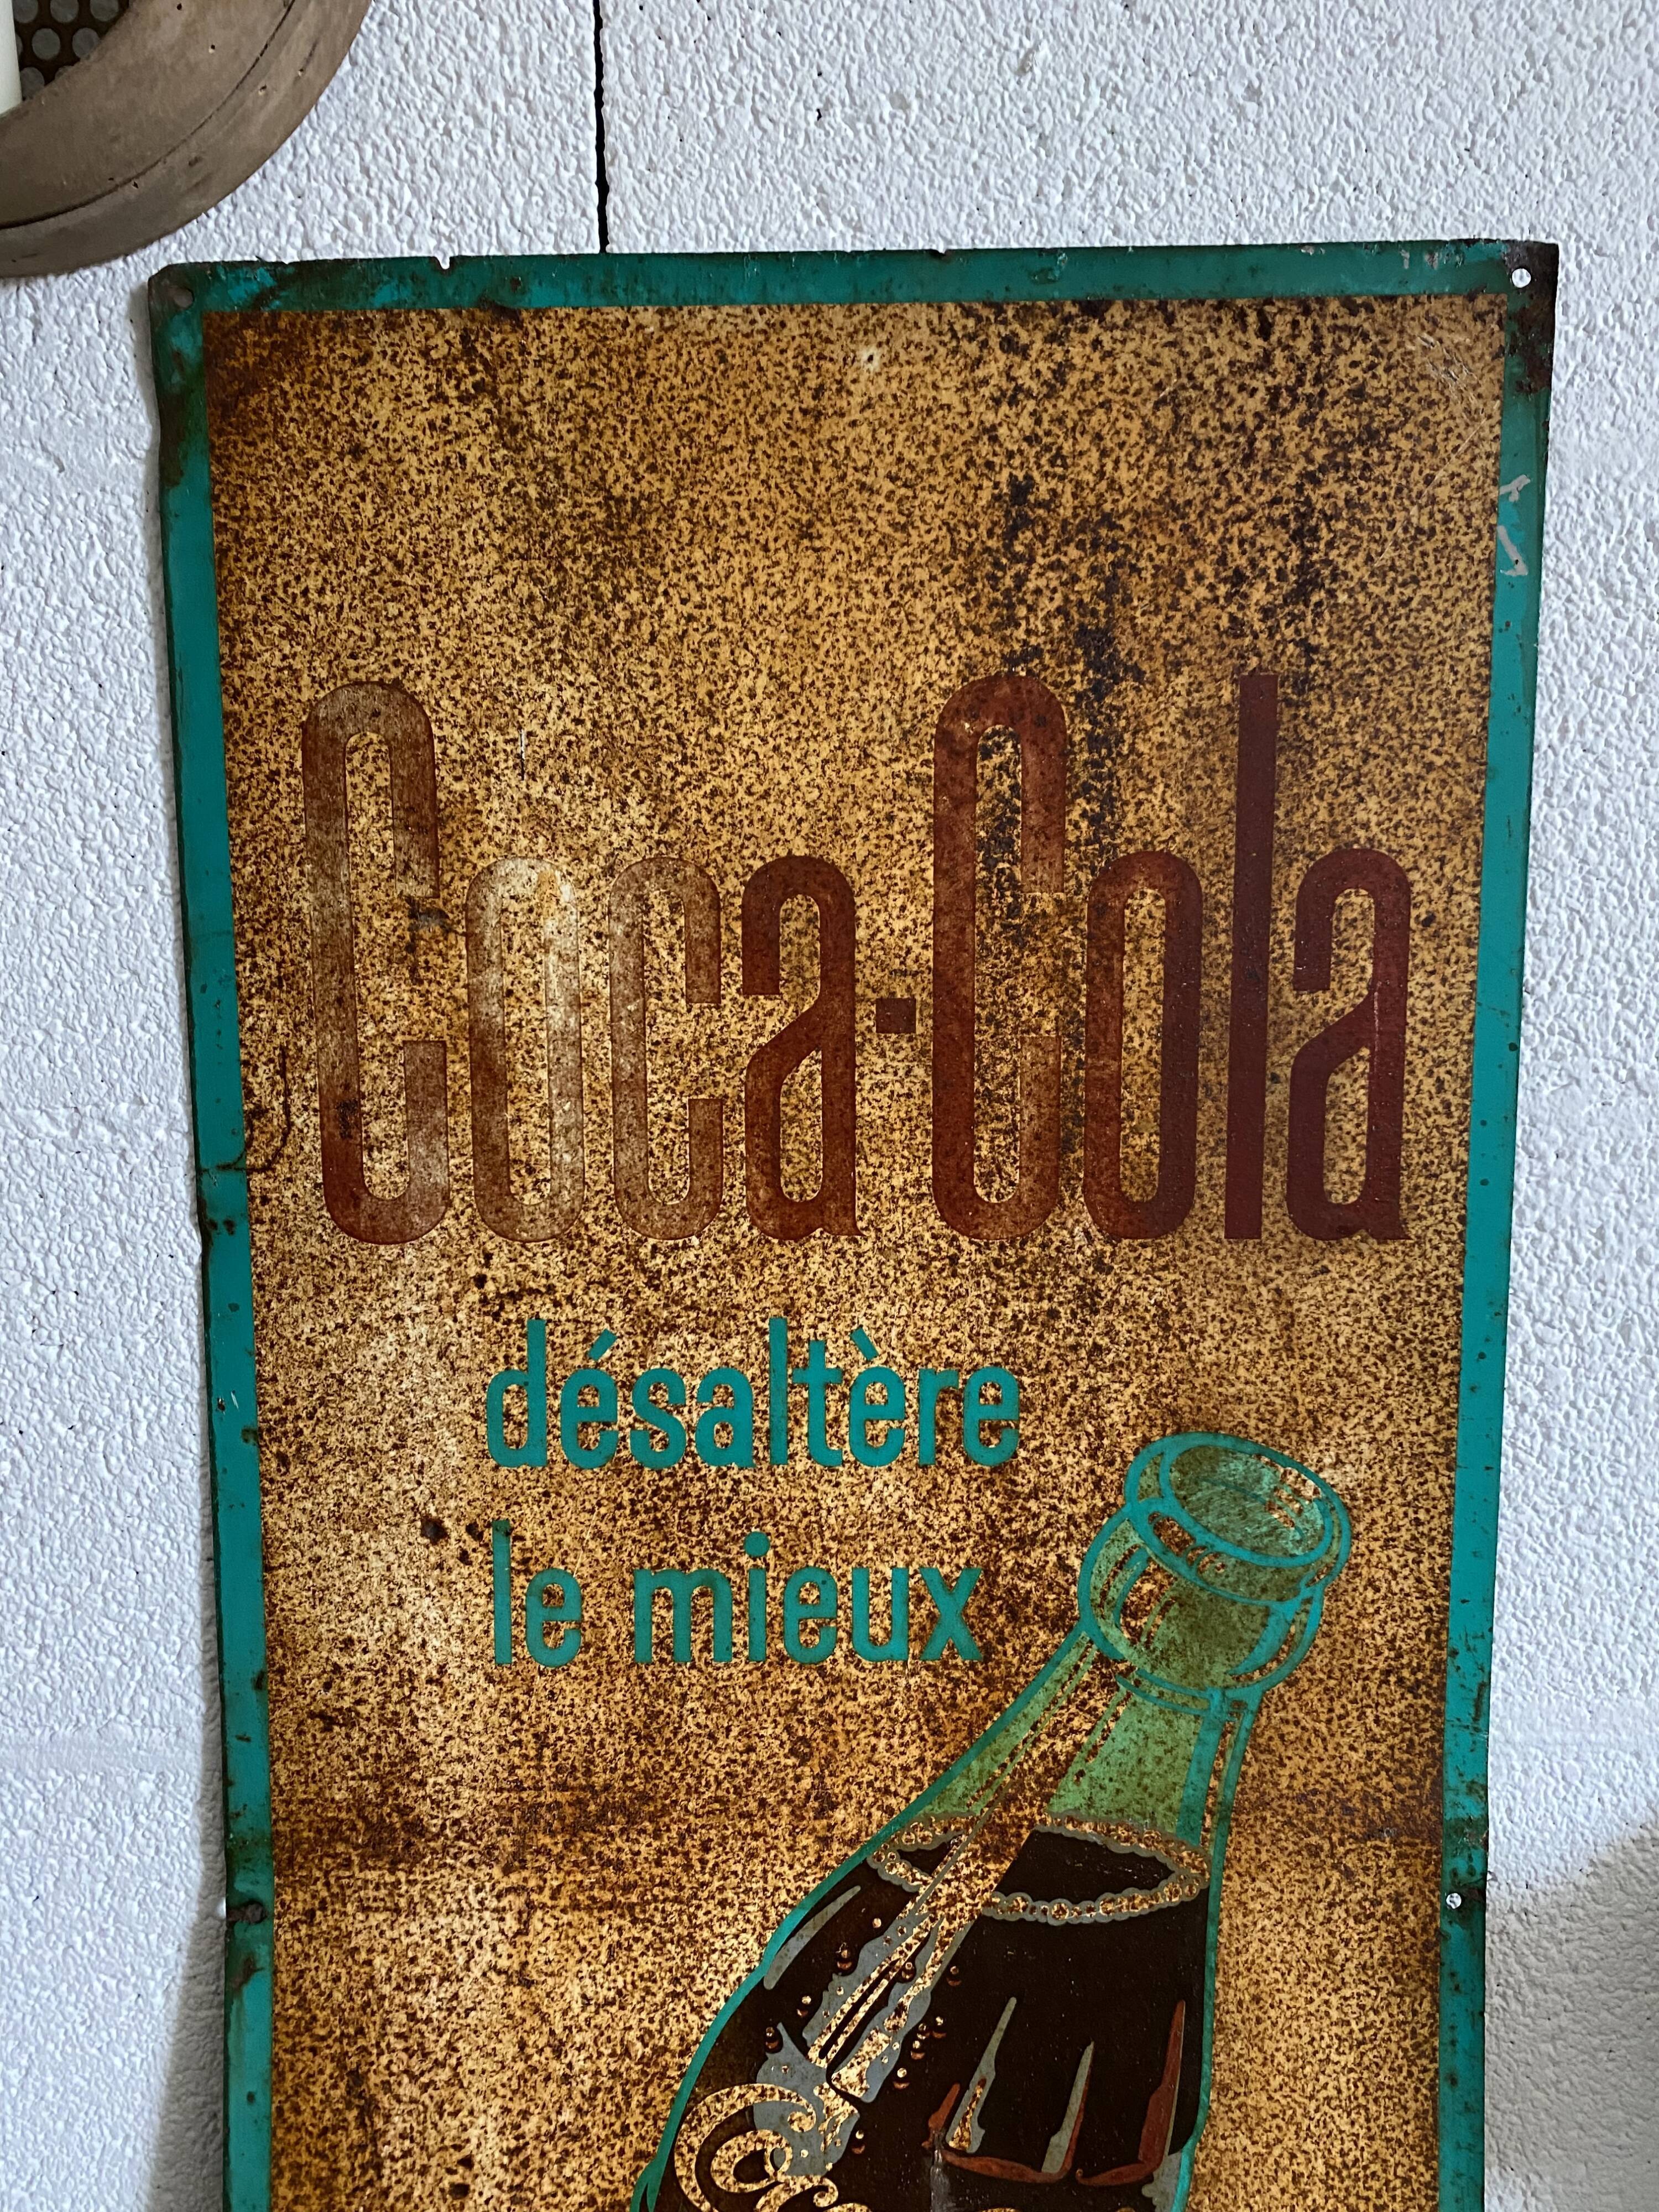 Coca-Cola
désaltère
le mieux